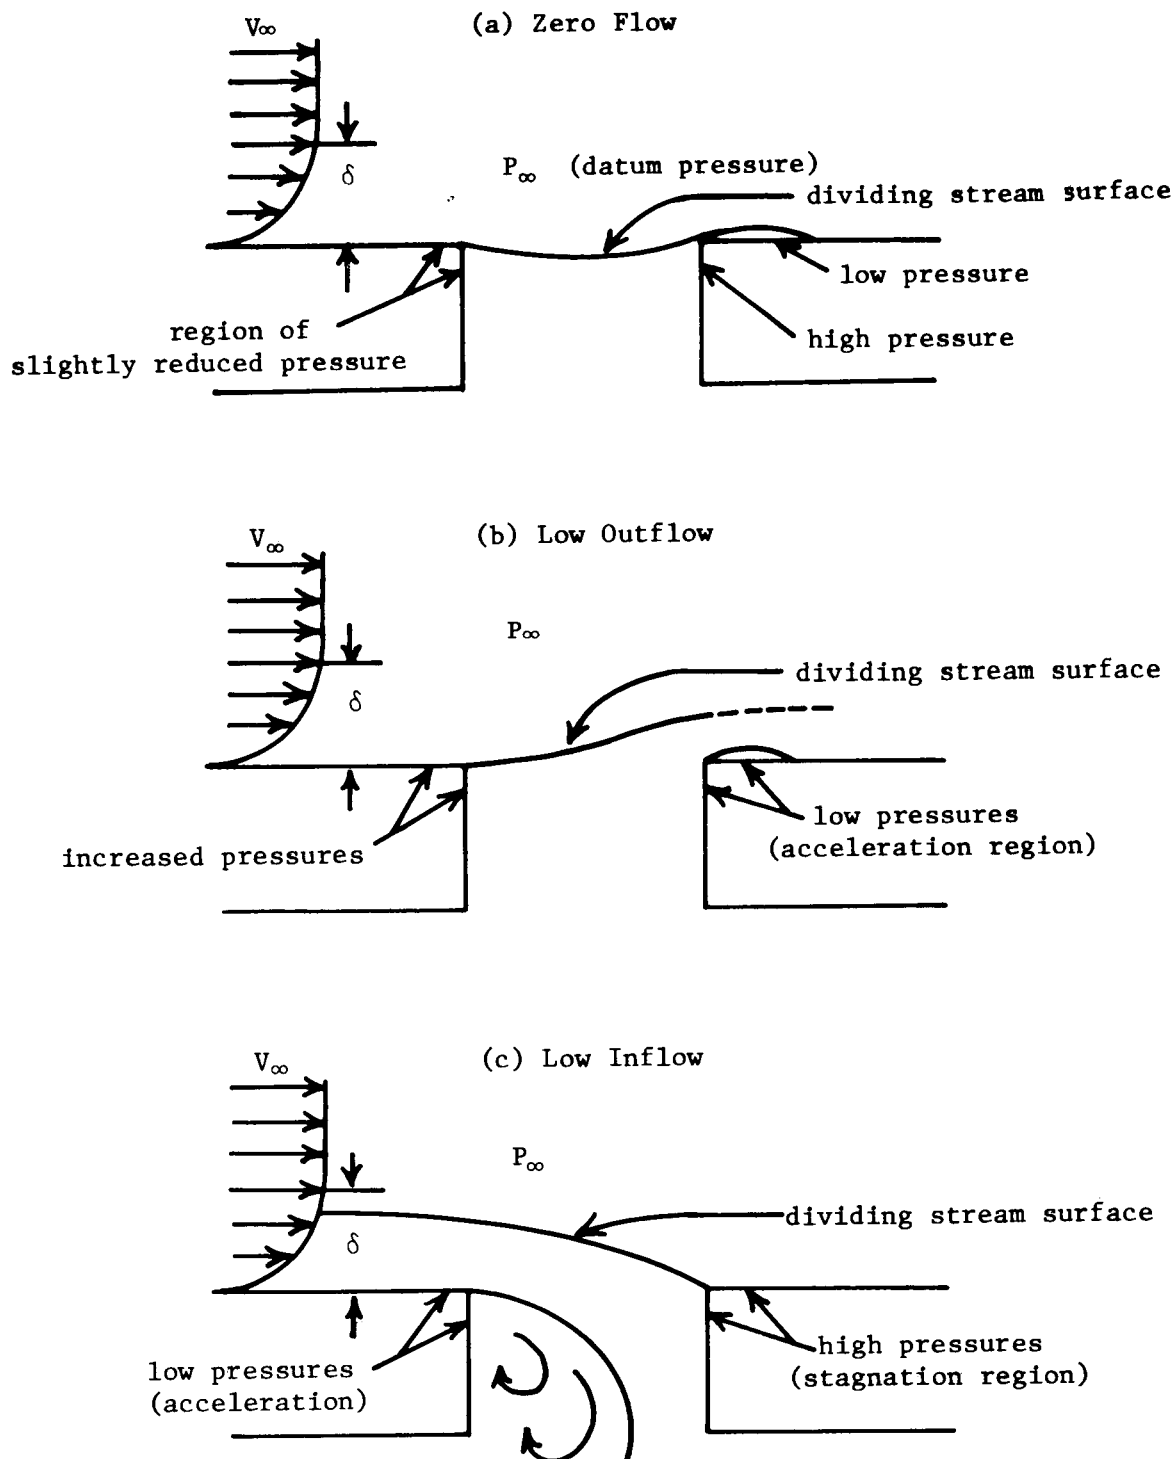 (a) Zero Flow
V∞
δ
P∞ (datum pressure)
dividing stream surface
low pressure
high pressure
region of
slightly reduced pressure
(b) Low Outflow
V∞
P∞
dividing stream surface
δ
low pressures
(acceleration region)
increased pressures
(c) Low Inflow
V∞
P∞
dividing stream surface
δ
high pressures
(stagnation region)
low pressures
(acceleration)